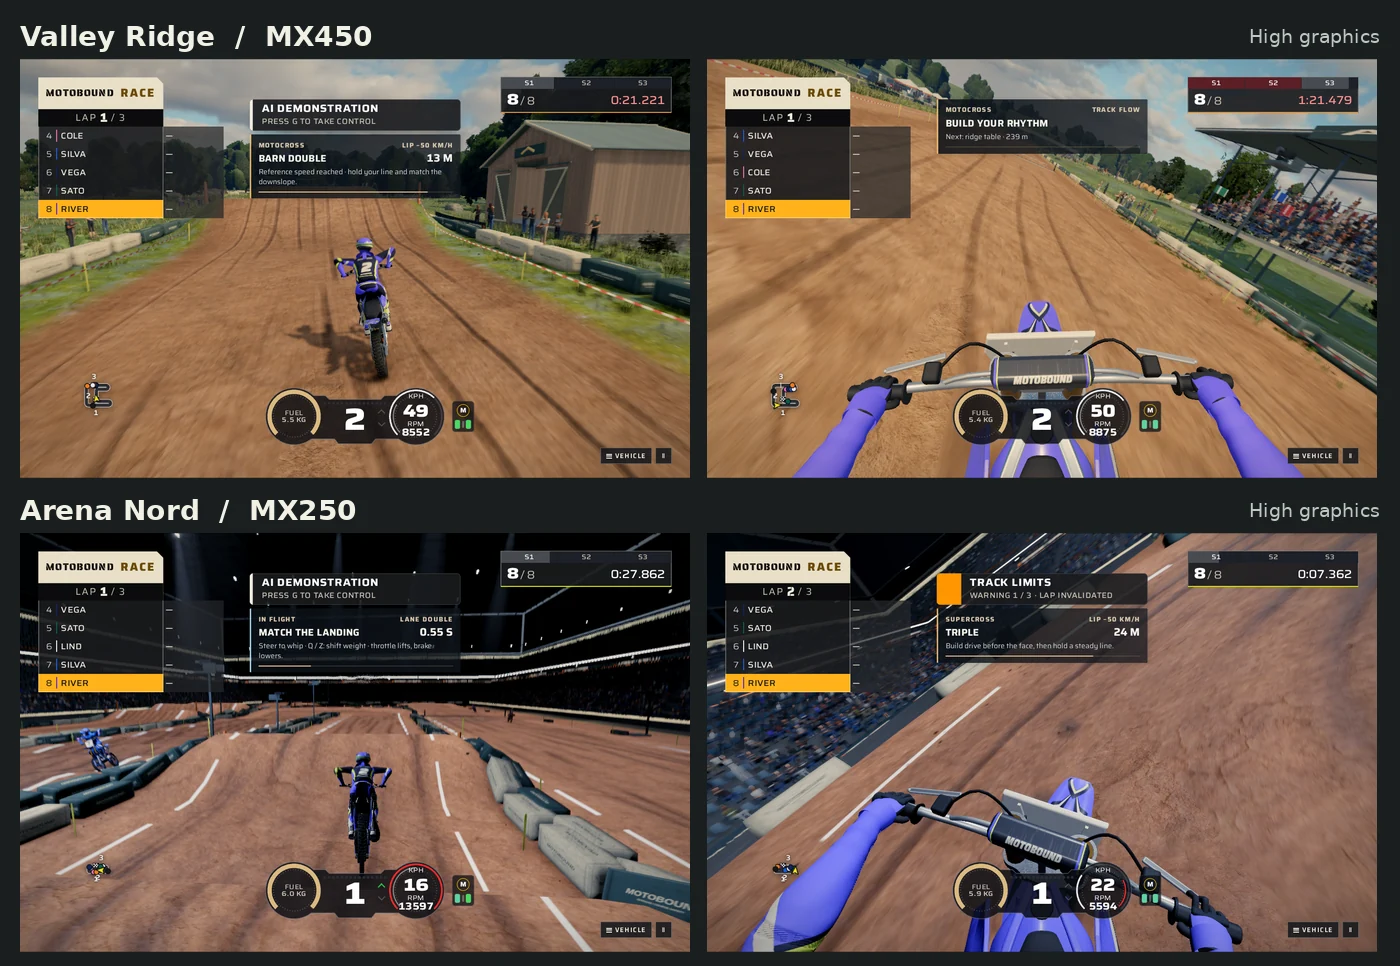 Valley Ridge / MX450
High graphics
MOTOBOUND RACE
LAP 1 / 3
4 COLE —
5 SILVA —
6 VEGA —
7 SATO —
8 RIVER —
AI DEMONSTRATION
PRESS G TO TAKE CONTROL
MOTOCROSS LIP ~50 KM/H
BARN DOUBLE 13 M
Reference speed reached · hold your line and match the
downslope.
S1 S2 S3
8 / 8 0:21.221
2
3
2
1
FUEL
5.5 KG
2
KPH
49
RPM
8552
M
VEHICLE
MOTOBOUND RACE
LAP 1 / 3
4 SILVA —
5 VEGA —
6 COLE —
7 SATO —
8 RIVER —
MOTOCROSS TRACK FLOW
BUILD YOUR RHYTHM
Next: ridge table · 239 m
S1 S2 S3
8 / 8 1:21.479
MOTOBOUND
3
2
1
FUEL
5.4 KG
2
KPH
50
RPM
8875
M
VEHICLE
Arena Nord / MX250
High graphics
MOTOBOUND RACE
LAP 1 / 3
4 VEGA —
5 SATO —
6 LIND —
7 SILVA —
8 RIVER —
AI DEMONSTRATION
PRESS G TO TAKE CONTROL
IN FLIGHT LANE DOUBLE
MATCH THE LANDING 0.55 S
Steer to whip · Q / Z: shift weight · throttle lifts, brake
lowers.
S1 S2 S3
8 / 8 0:27.862
3
FUEL
6.0 KG
1
KPH
16
RPM
13597
M
MOTOBOUN
VEHICLE
MOTOBOUND RACE
LAP 2 / 3
4 VEGA —
5 SATO —
6 LIND —
7 SILVA —
8 RIVER —
TRACK LIMITS
WARNING 1 / 3 · LAP INVALIDATED
SUPERCROSS LIP ~50 KM/H
TRIPLE 24 M
Build drive before the face, then hold a steady line.
S1 S2 S3
8 / 8 0:07.362
MOTOBOUND
3
FUEL
5.9 KG
1
KPH
22
RPM
5594
M
VEHICLE